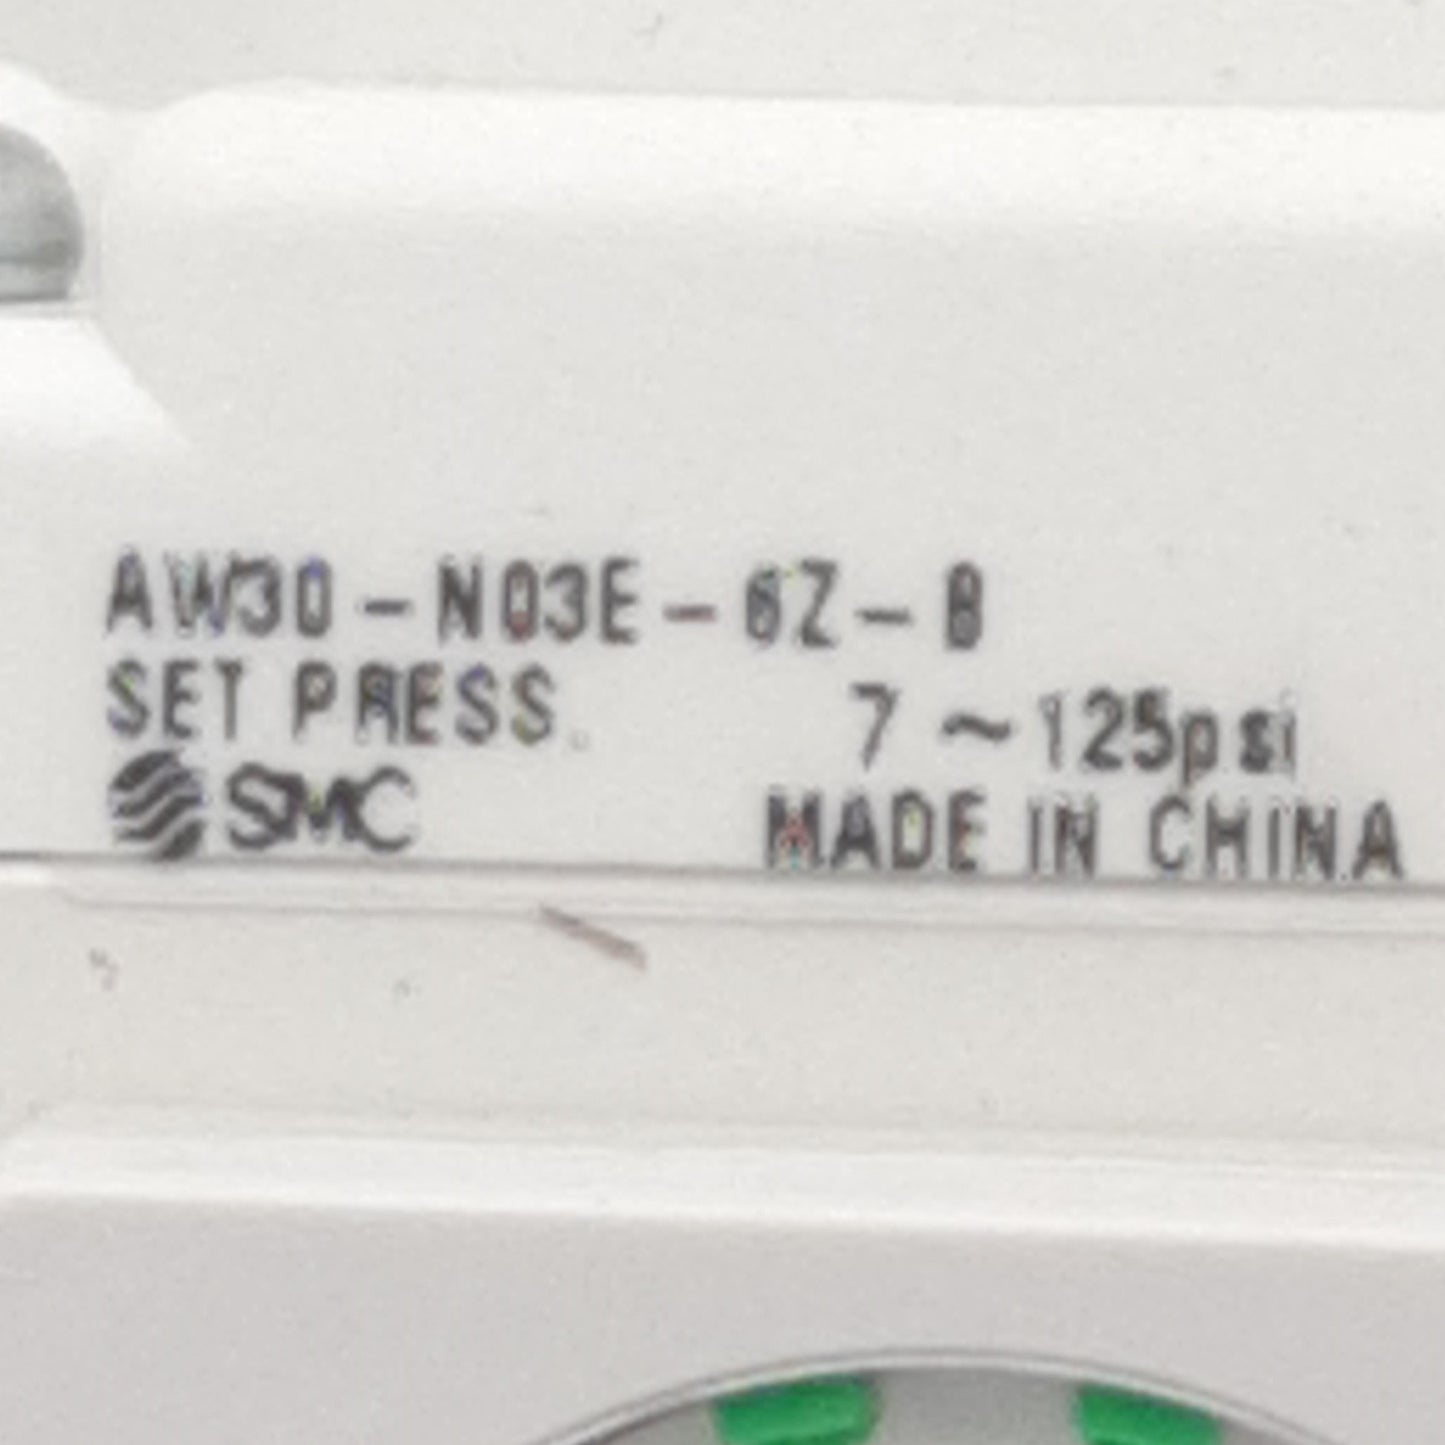 AW30-N03E-6Z-B
SET PRESS. 7~125psi
SMC MADE IN CHINA